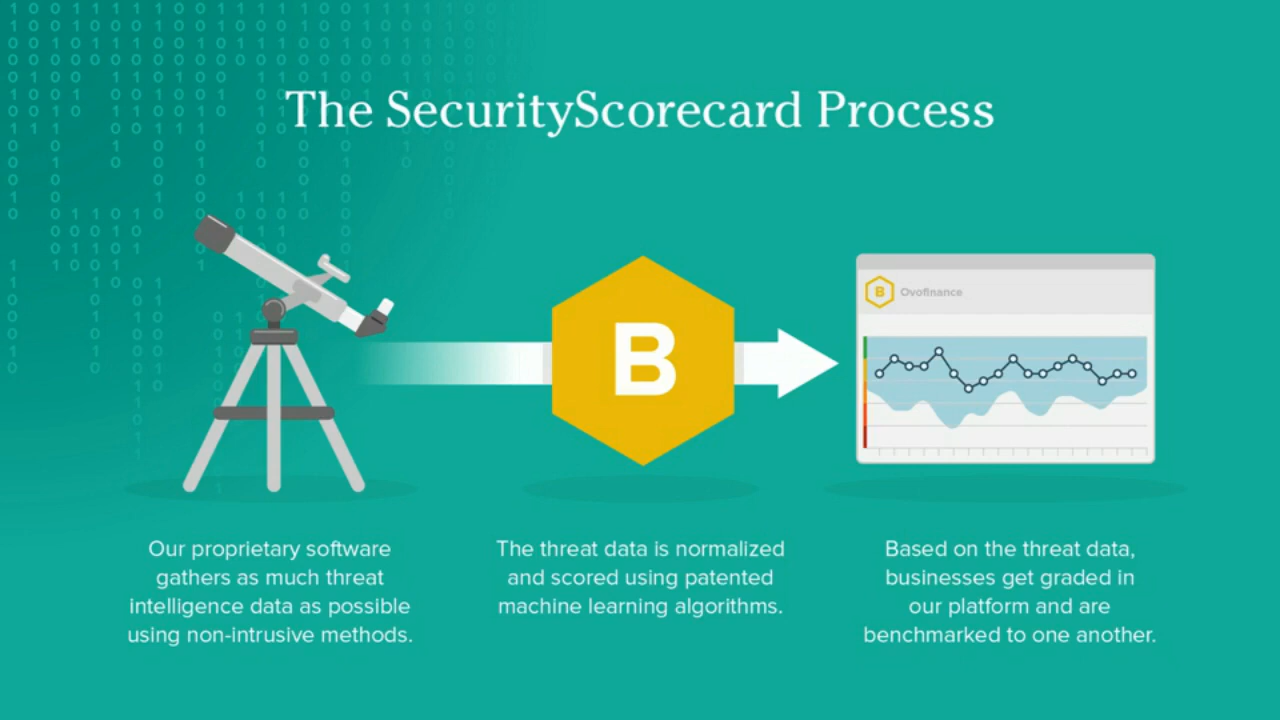 The SecurityScorecard Process
B
B Ovofinance
Our proprietary software
gathers as much threat
intelligence data as possible
using non-intrusive methods.
The threat data is normalized
and scored using patented
machine learning algorithms.
Based on the threat data,
businesses get graded in
our platform and are
benchmarked to one another.